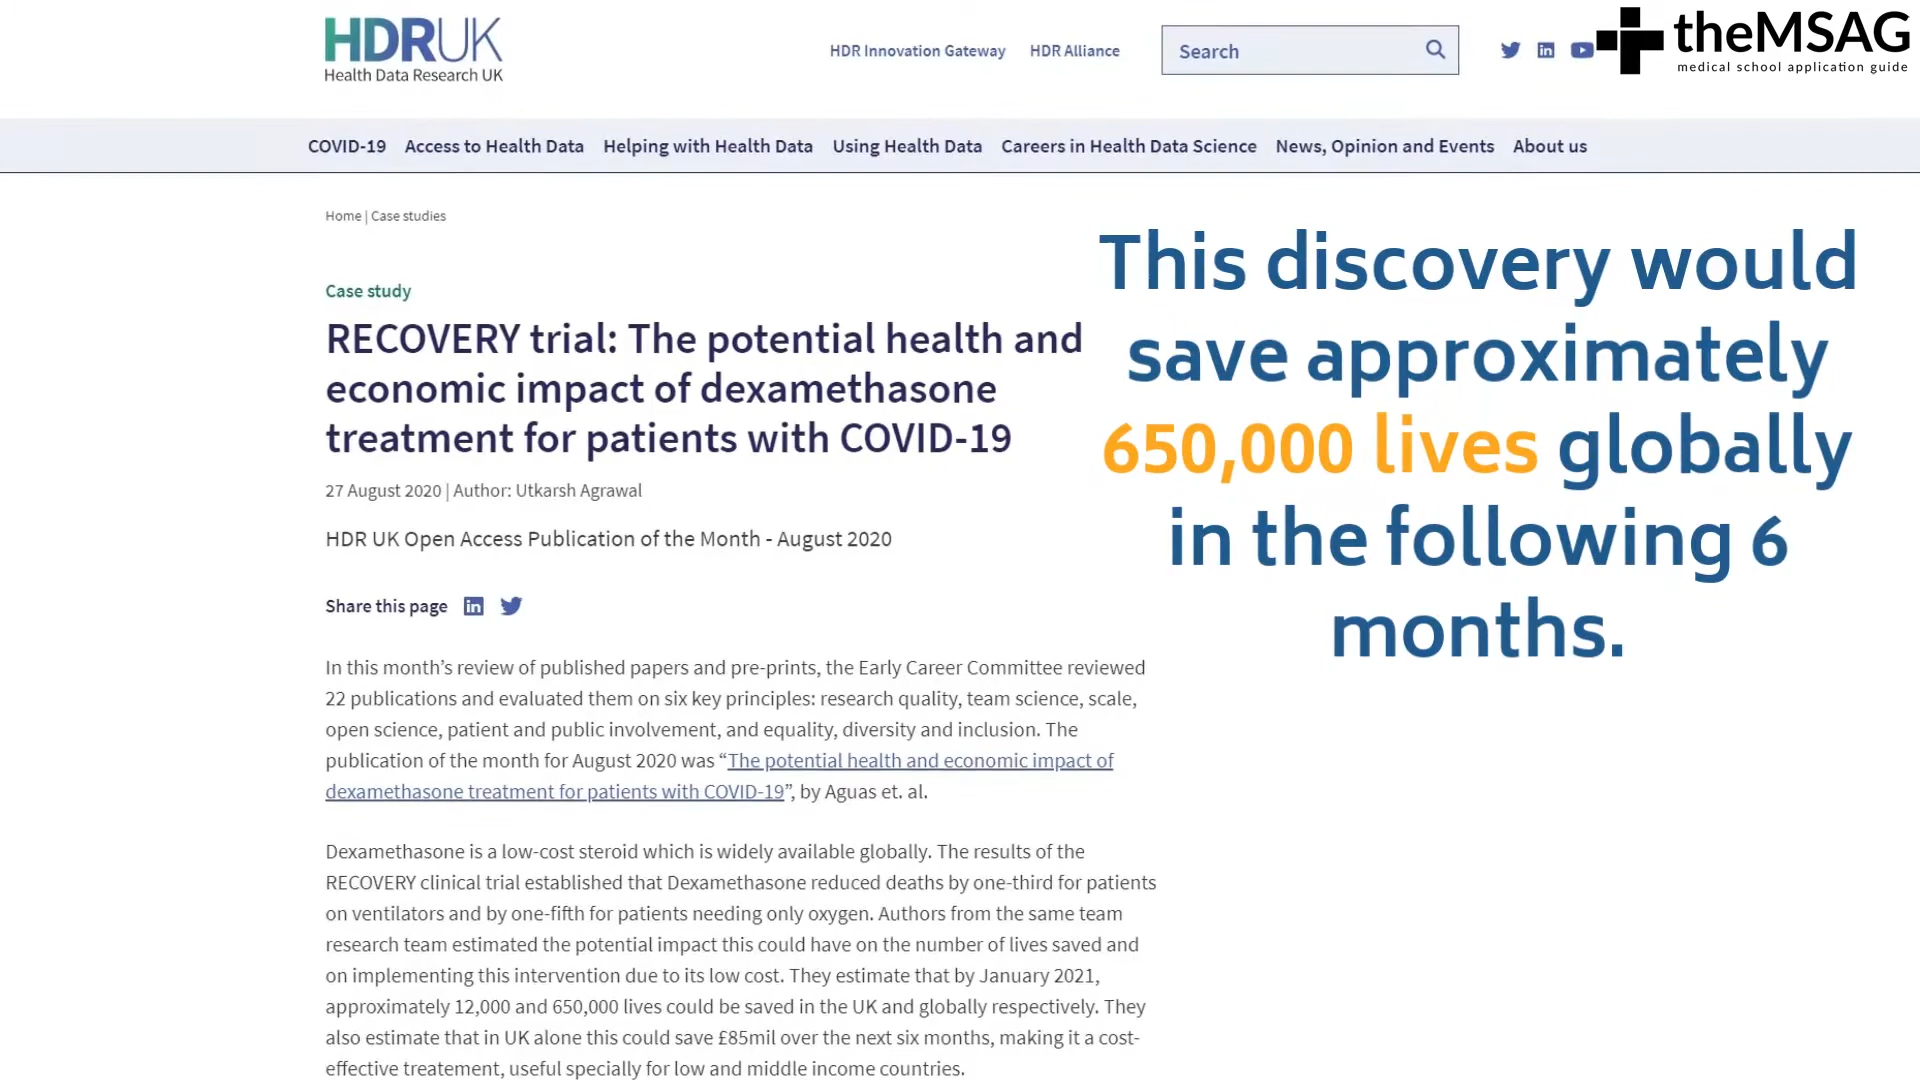 HDRUK
Health Data Research UK
HDR Innovation Gateway HDR Alliance
Search
theMSAG
medical school application guide
COVID-19 Access to Health Data Helping with Health Data Using Health Data Careers in Health Data Science News, Opinion and Events About us
Home | Case studies
Case study
RECOVERY trial: The potential health and
economic impact of dexamethasone
treatment for patients with COVID-19
27 August 2020 | Author: Utkarsh Agrawal
HDR UK Open Access Publication of the Month - August 2020
Share this page
In this month’s review of published papers and pre-prints, the Early Career Committee reviewed
22 publications and evaluated them on six key principles: research quality, team science, scale,
open science, patient and public involvement, and equality, diversity and inclusion. The
publication of the month for August 2020 was “The potential health and economic impact of
dexamethasone treatment for patients with COVID-19”, by Aguas et. al.
Dexamethasone is a low-cost steroid which is widely available globally. The results of the
RECOVERY clinical trial established that Dexamethasone reduced deaths by one-third for patients
on ventilators and by one-fifth for patients needing only oxygen. Authors from the same team
research team estimated the potential impact this could have on the number of lives saved and
on implementing this intervention due to its low cost. They estimate that by January 2021,
approximately 12,000 and 650,000 lives could be saved in the UK and globally respectively. They
also estimate that in UK alone this could save £85mil over the next six months, making it a cost-
effective treatement, useful specially for low and middle income countries.
This discovery would
save approximately
650,000 lives globally
in the following 6
months.